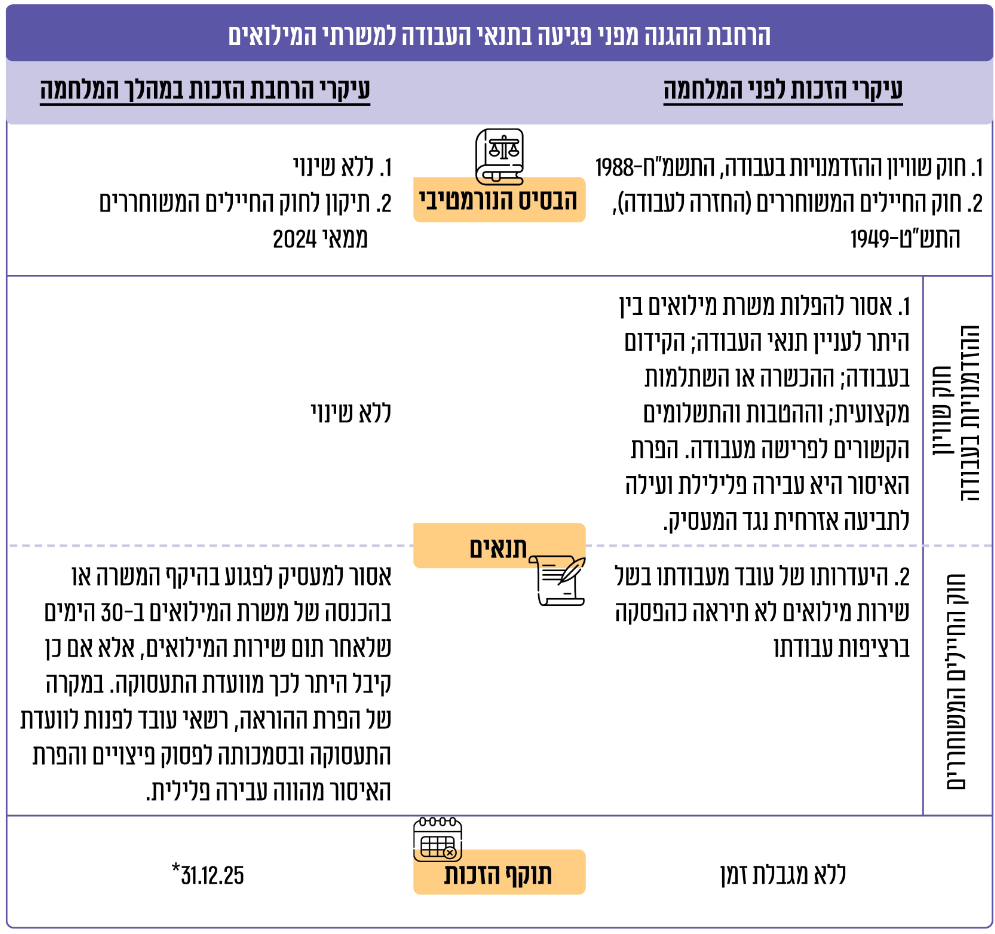 הרחבת ההגנה מפני פגיעה בתנאי העבודה למשרתי המילואים
עיקרי הזכות לפני המלחמה
עיקרי הרחבת הזכות במהלך המלחמה
הבסיס הנורמטיבי
1. חוק שוויון ההזדמנויות בעבודה, התשמ"ח-1988
2. חוק החיילים המשוחררים (החזרה לעבודה),
התש"ט-1949
1. ללא שינוי
2. תיקון לחוק החיילים המשוחררים
ממאי 2024
תנאים
חוק שוויון
ההזדמנויות בעבודה
1. אסור להפלות משרת מילואים בין
היתר לעניין תנאי העבודה; הקידום
בעבודה; ההכשרה או השתלמות
מקצועית; וההטבות והתשלומים
הקשורים לפרישה מעבודה. הפרת
האיסור היא עבירה פלילילת ועילה
לתביעה אזרחית נגד המעסיק.
ללא שינוי
חוק החיילים המשוחררים
2. היעדרותו של עובד מעבודתו בשל
שירות מילואים לא תיראה כהפסקה
ברציפות עבודתו
אסור למעסיק לפגוע בהיקף המשרה או
בהכנסה של משרת המילואים ב-30 הימים
שלאחר תום שירות המילואים, אלא אם כן
קיבל היתר לכך מוועדת התעסוקה. במקרה
של הפרת ההוראה, רשאי עובד לפנות לוועדת
התעסוקה ובסמכותה לפסוק פיצויים והפרת
האיסור מהווה עבירה פלילית.
תוקף הזכות
ללא מגבלת זמן
31.12.25*